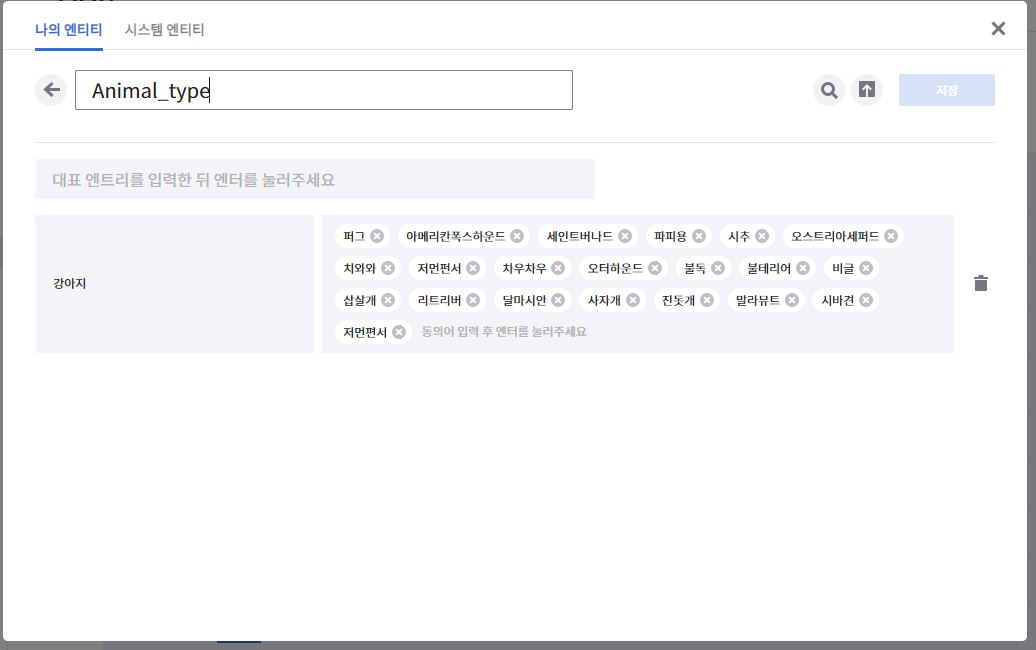 나의 엔티티 시스템 엔티티
Animal_type 저장
대표 엔트리를 입력한 뒤 엔터를 눌러주세요
강아지
퍼그 아메리칸폭스하운드 세인트버나드 파피용 시추 오스트리아셰퍼드
치와와 저먼펀서 차우차우 오터하운드 불독 불테리어 비글
삽살개 리트리버 달마시안 사자개 진돗개 말라뮤트 시바견
저먼편서 동의어 입력 후 엔터를 눌러주세요